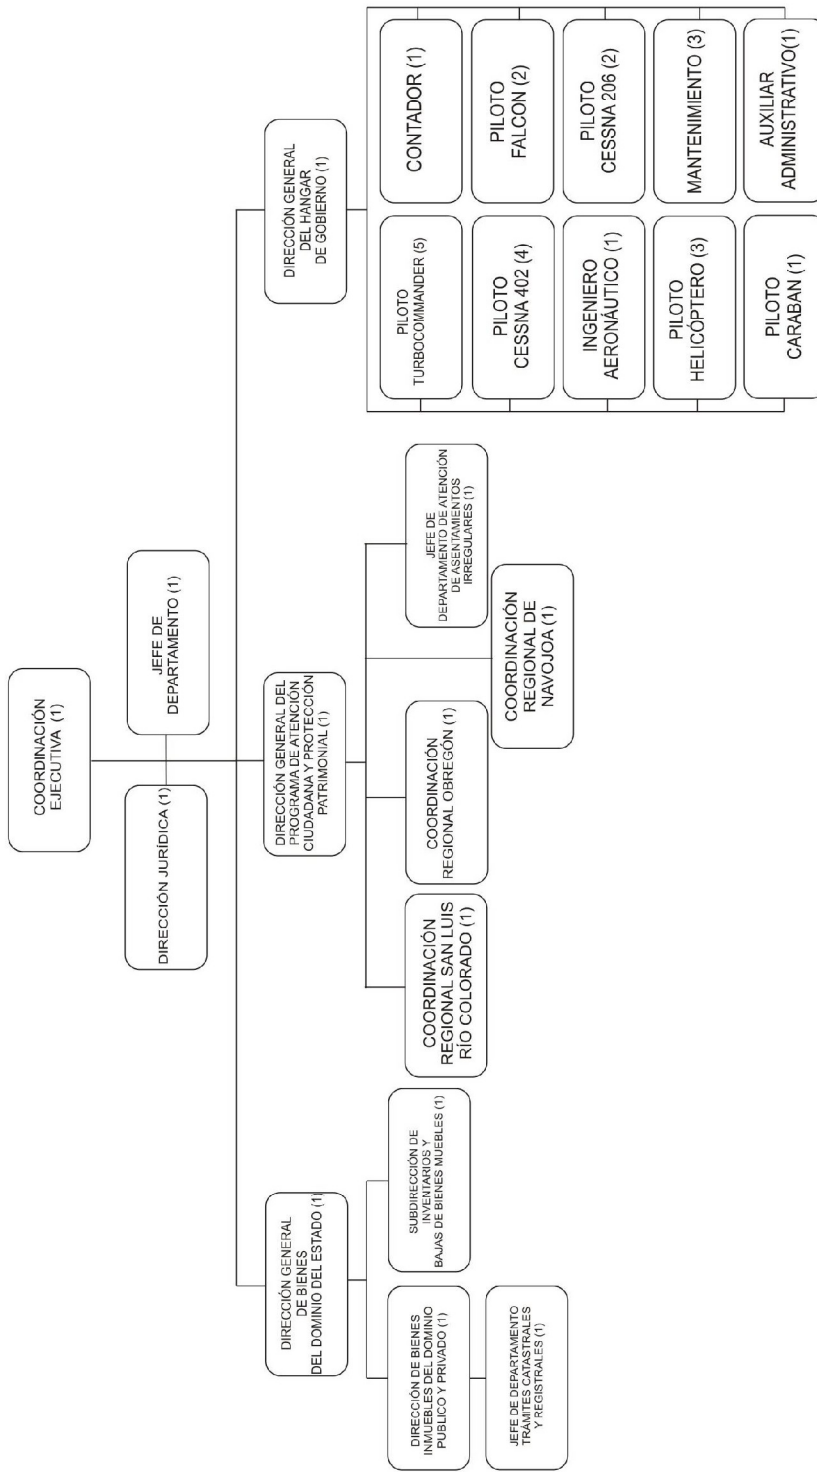 COORDINACIÓN
EJECUTIVA (1)
DIRECCIÓN JURÍDICA (1)
JEFE DE
DEPARTAMENTO (1)
DIRECCIÓN GENERAL
DE BIENES
DEL DOMINIO DEL ESTADO (1)
DIRECCIÓN GENERAL DEL
PROGRAMA DE ATENCIÓN
CIUDADANA Y PROTECCIÓN
PATRIMONIAL (1)
DIRECCIÓN GENERAL
DEL HANGAR
DE GOBIERNO (1)
DIRECCIÓN DE BIENES
INMUEBLES DEL DOMINIO
PUBLICO Y PRIVADO (1)
SUBDIRECCIÓN DE
INVENTARIOS Y
BAJAS DE BIENES MUEBLES (1)
JEFE DE DEPARTAMENTO
TRÁMITES CATASTRALES
Y REGISTRALES (1)
COORDINACIÓN
REGIONAL SAN LUIS
RÍO COLORADO (1)
COORDINACIÓN
REGIONAL OBREGÓN (1)
COORDINACIÓN
REGIONAL DE
NAVOJOA (1)
JEFE DE
DEPARTAMENTO DE ATENCIÓN
DE ASENTAMIENTOS
IRREGULARES (1)
PILOTO
TURBOCOMMANDER (5)
CONTADOR (1)
PILOTO
CESSNA 402 (4)
PILOTO
FALCON (2)
INGENIERO
AERONÁUTICO (1)
PILOTO
CESSNA 206 (2)
PILOTO
HELICÓPTERO (3)
MANTENIMIENTO (3)
PILOTO
CARABAN (1)
AUXILIAR
ADMINISTRATIVO(1)